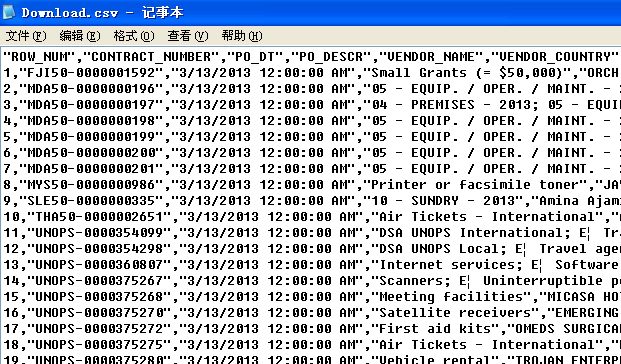 Download.csv - 记事本
文件(F) 编辑(E) 格式(O) 查看(V) 帮助(H)
"ROW_NUM","CONTRACT_NUMBER","PO_DT","PO_DESCR","VENDOR_NAME","VENDOR_COUNTRY"
1,"FJI50-0000001592","3/13/2013 12:00:00 AM","Small Grants (= $50,000)","ORCH
2,"MDA50-0000000196","3/13/2013 12:00:00 AM","05 - EQUIP. / OPER. / MAINT. -
3,"MDA50-0000000197","3/13/2013 12:00:00 AM","04 - PREMISES - 2013; 05 - EQUI
4,"MDA50-0000000198","3/13/2013 12:00:00 AM","05 - EQUIP. / OPER. / MAINT. -
5,"MDA50-0000000199","3/13/2013 12:00:00 AM","05 - EQUIP. / OPER. / MAINT. -
6,"MDA50-0000000200","3/13/2013 12:00:00 AM","05 - EQUIP. / OPER. / MAINT. -
7,"MDA50-0000000201","3/13/2013 12:00:00 AM","05 - EQUIP. / OPER. / MAINT. -
8,"MYS50-0000000986","3/13/2013 12:00:00 AM","Printer or facsimile toner","JA
9,"SLE50-0000000335","3/13/2013 12:00:00 AM","10 - SUNDRY - 2013","Amina Ajam
10,"THA50-0000002651","3/13/2013 12:00:00 AM","Air Tickets - International","
11,"UNOPS-0000354099","3/13/2013 12:00:00 AM","DSA UNOPS International; E¦ Tra
12,"UNOPS-0000354298","3/13/2013 12:00:00 AM","DSA UNOPS Local; E¦ Travel agen
13,"UNOPS-0000360807","3/13/2013 12:00:00 AM","Internet services; E¦ Software
14,"UNOPS-0000375267","3/13/2013 12:00:00 AM","Scanners; E¦ Uninterruptible po
15,"UNOPS-0000375268","3/13/2013 12:00:00 AM","Meeting facilities","MICASA HO
16,"UNOPS-0000375270","3/13/2013 12:00:00 AM","Satellite receivers","EMERGING
17,"UNOPS-0000375272","3/13/2013 12:00:00 AM","First aid kits","OMEDS SURGICA
18,"UNOPS-0000375275","3/13/2013 12:00:00 AM","Air Tickets - International","M
19,"UNOPS-0000375280","3/13/2013 12:00:00 AM","Vehicle rental","TROJAN ENTERP